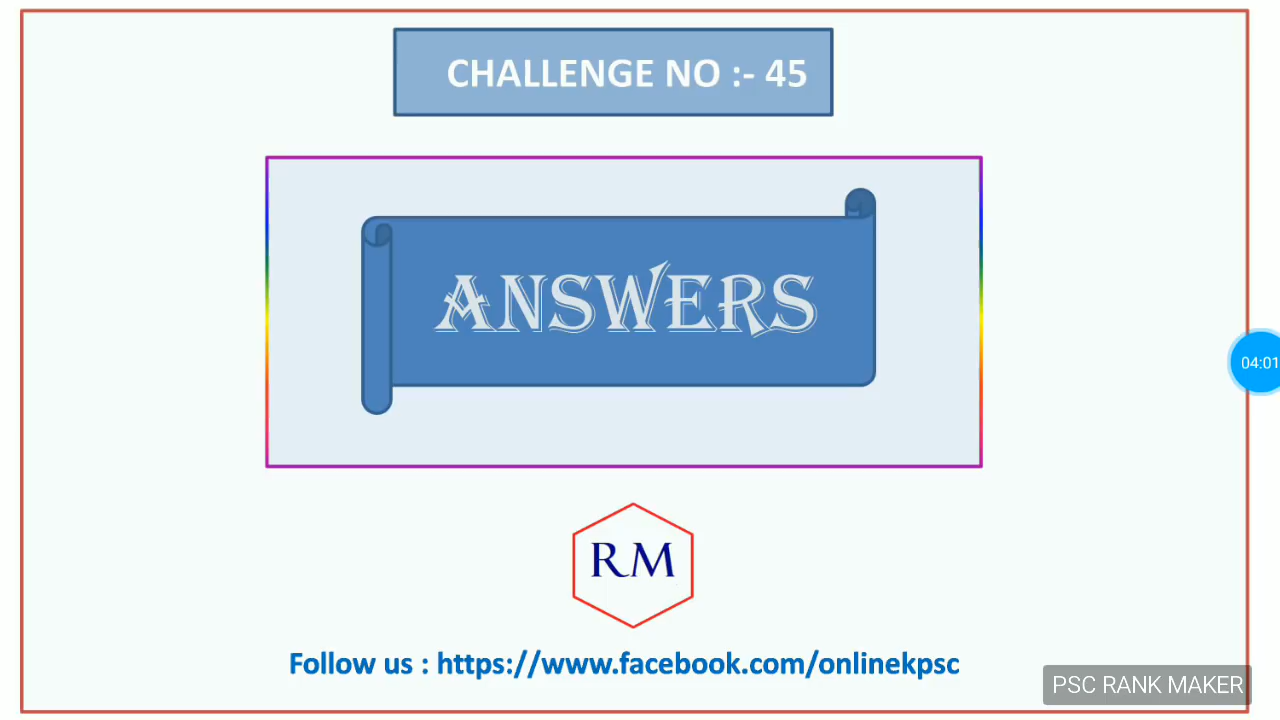 CHALLENGE NO :- 45
ANSWERS
04:01
RM
Follow us : https://www.facebook.com/onlinekpsc
PSC RANK MAKER